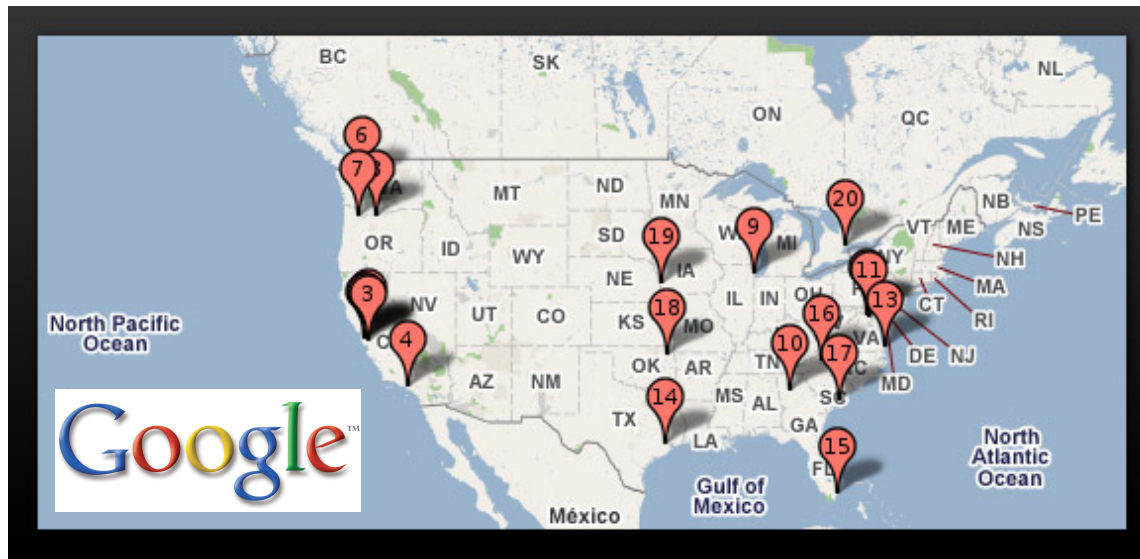 BC
SK
NL
ON
QC
6
7
8
WA
MT
ND
MN
20
NB
PE
VT
ME
NS
OR
ID
SD
19
9
MI
NY
NH
WY
IA
11
MA
NE
3
NV
IL
IN
OH
13
CT
RI
North Pacific
Ocean
UT
CO
KS
18
MO
16
VA
DE
NJ
4
OK
AR
TN
10
17
MD
AZ
NM
MS
AL
SC
TX
14
GA
LA
15
FL
Google™
North
Atlantic
Ocean
Gulf of
Mexico
México